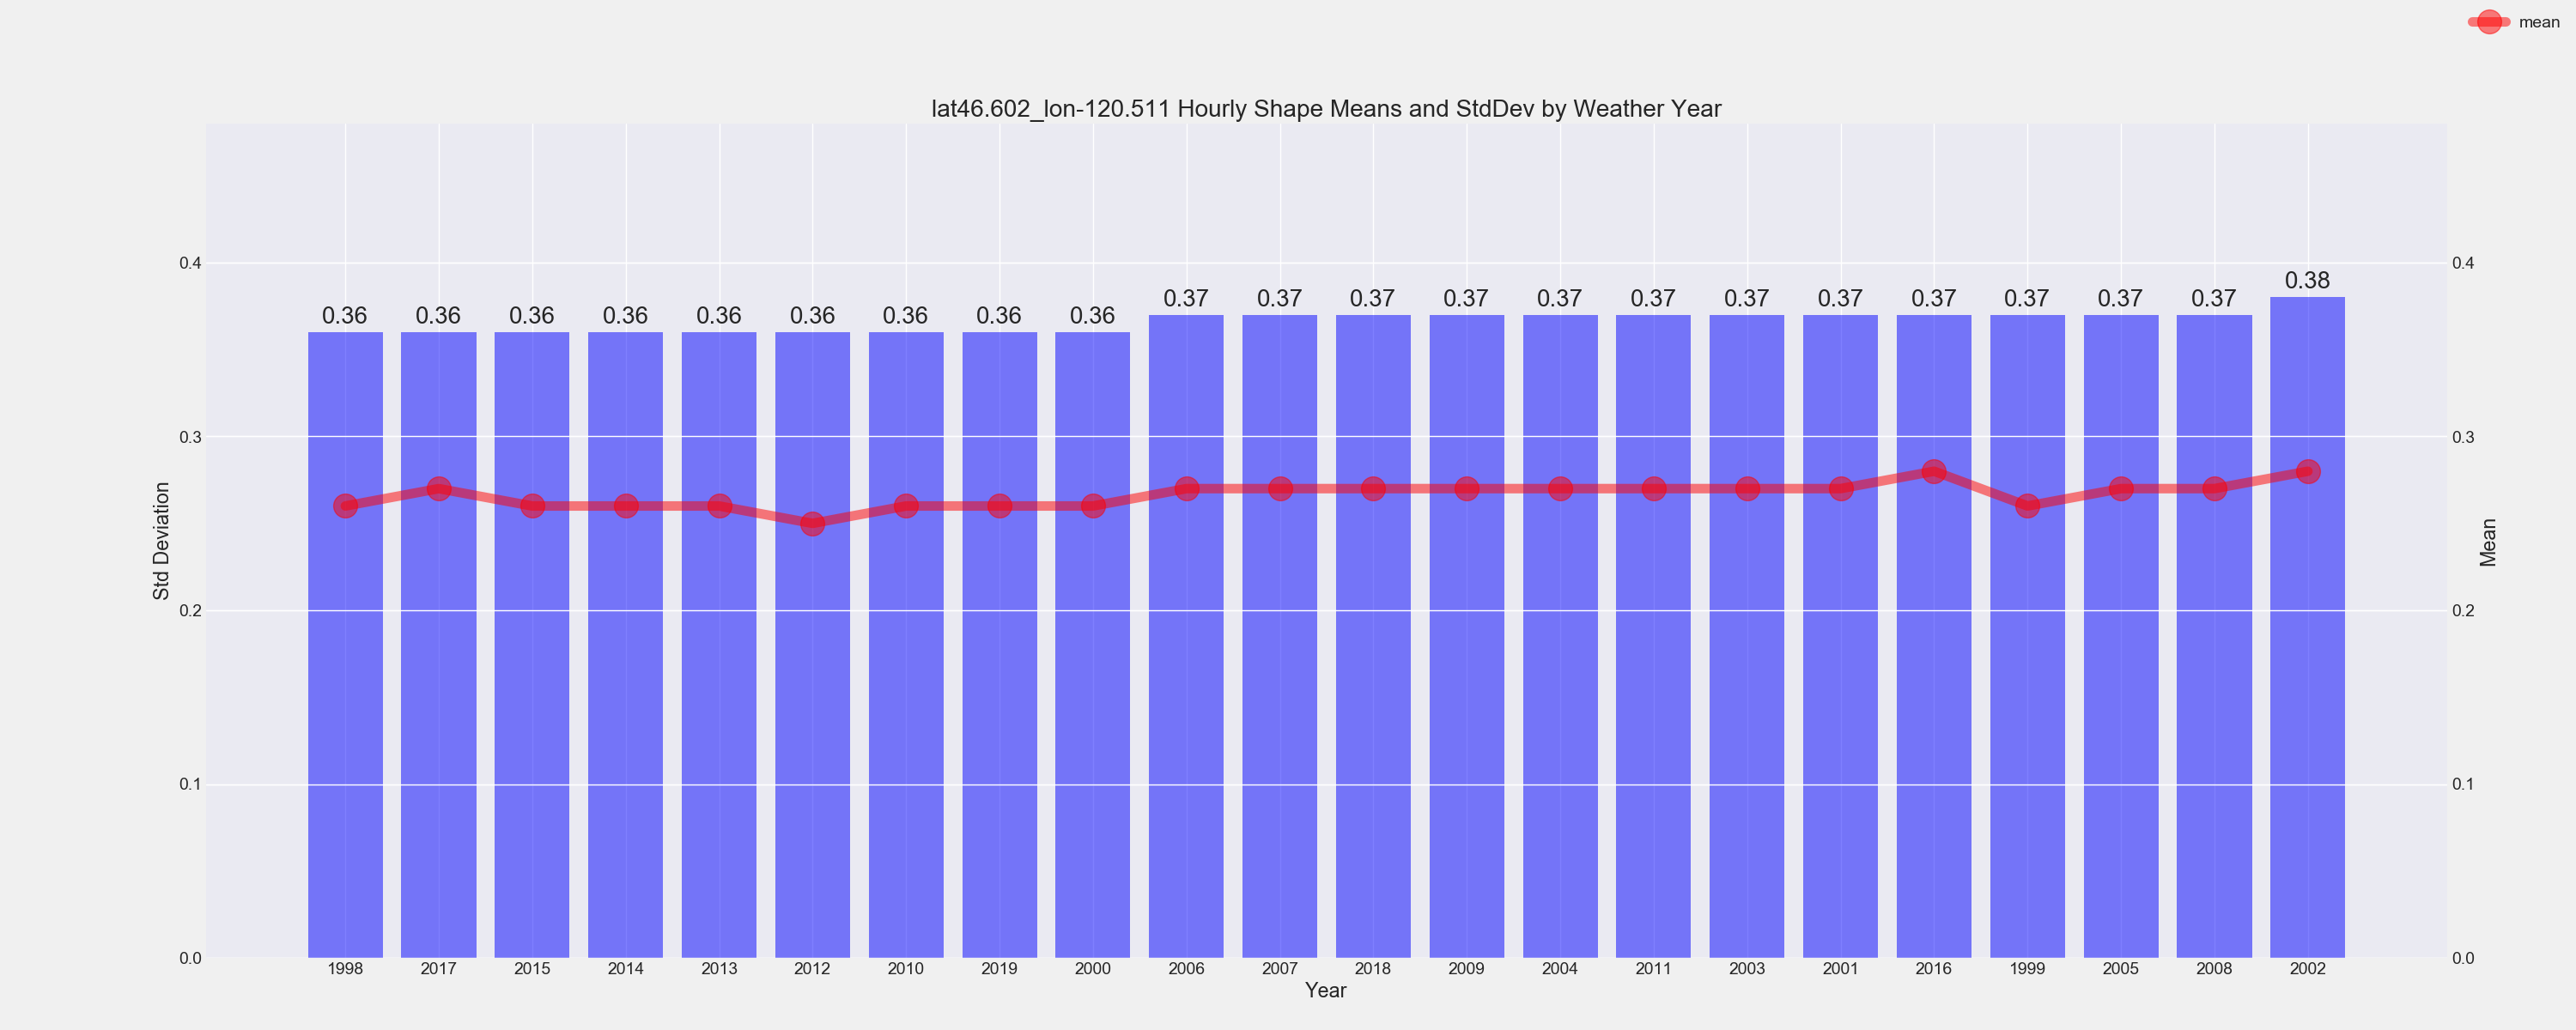 mean
lat46.602_lon-120.511 Hourly Shape Means and StdDev by Weather Year
Std Deviation
0.4
0.3
0.2
0.1
0.0
0.36 0.36 0.36 0.36 0.36 0.36 0.36 0.36 0.36 0.37 0.37 0.37 0.37 0.37 0.37 0.37 0.37 0.37 0.37 0.37 0.37 0.38
0.4
0.3
0.2
0.1
0.0
Mean
1998 2017 2015 2014 2013 2012 2010 2019 2000 2006 2007 2018 2009 2004 2011 2003 2001 2016 1999 2005 2008 2002
Year